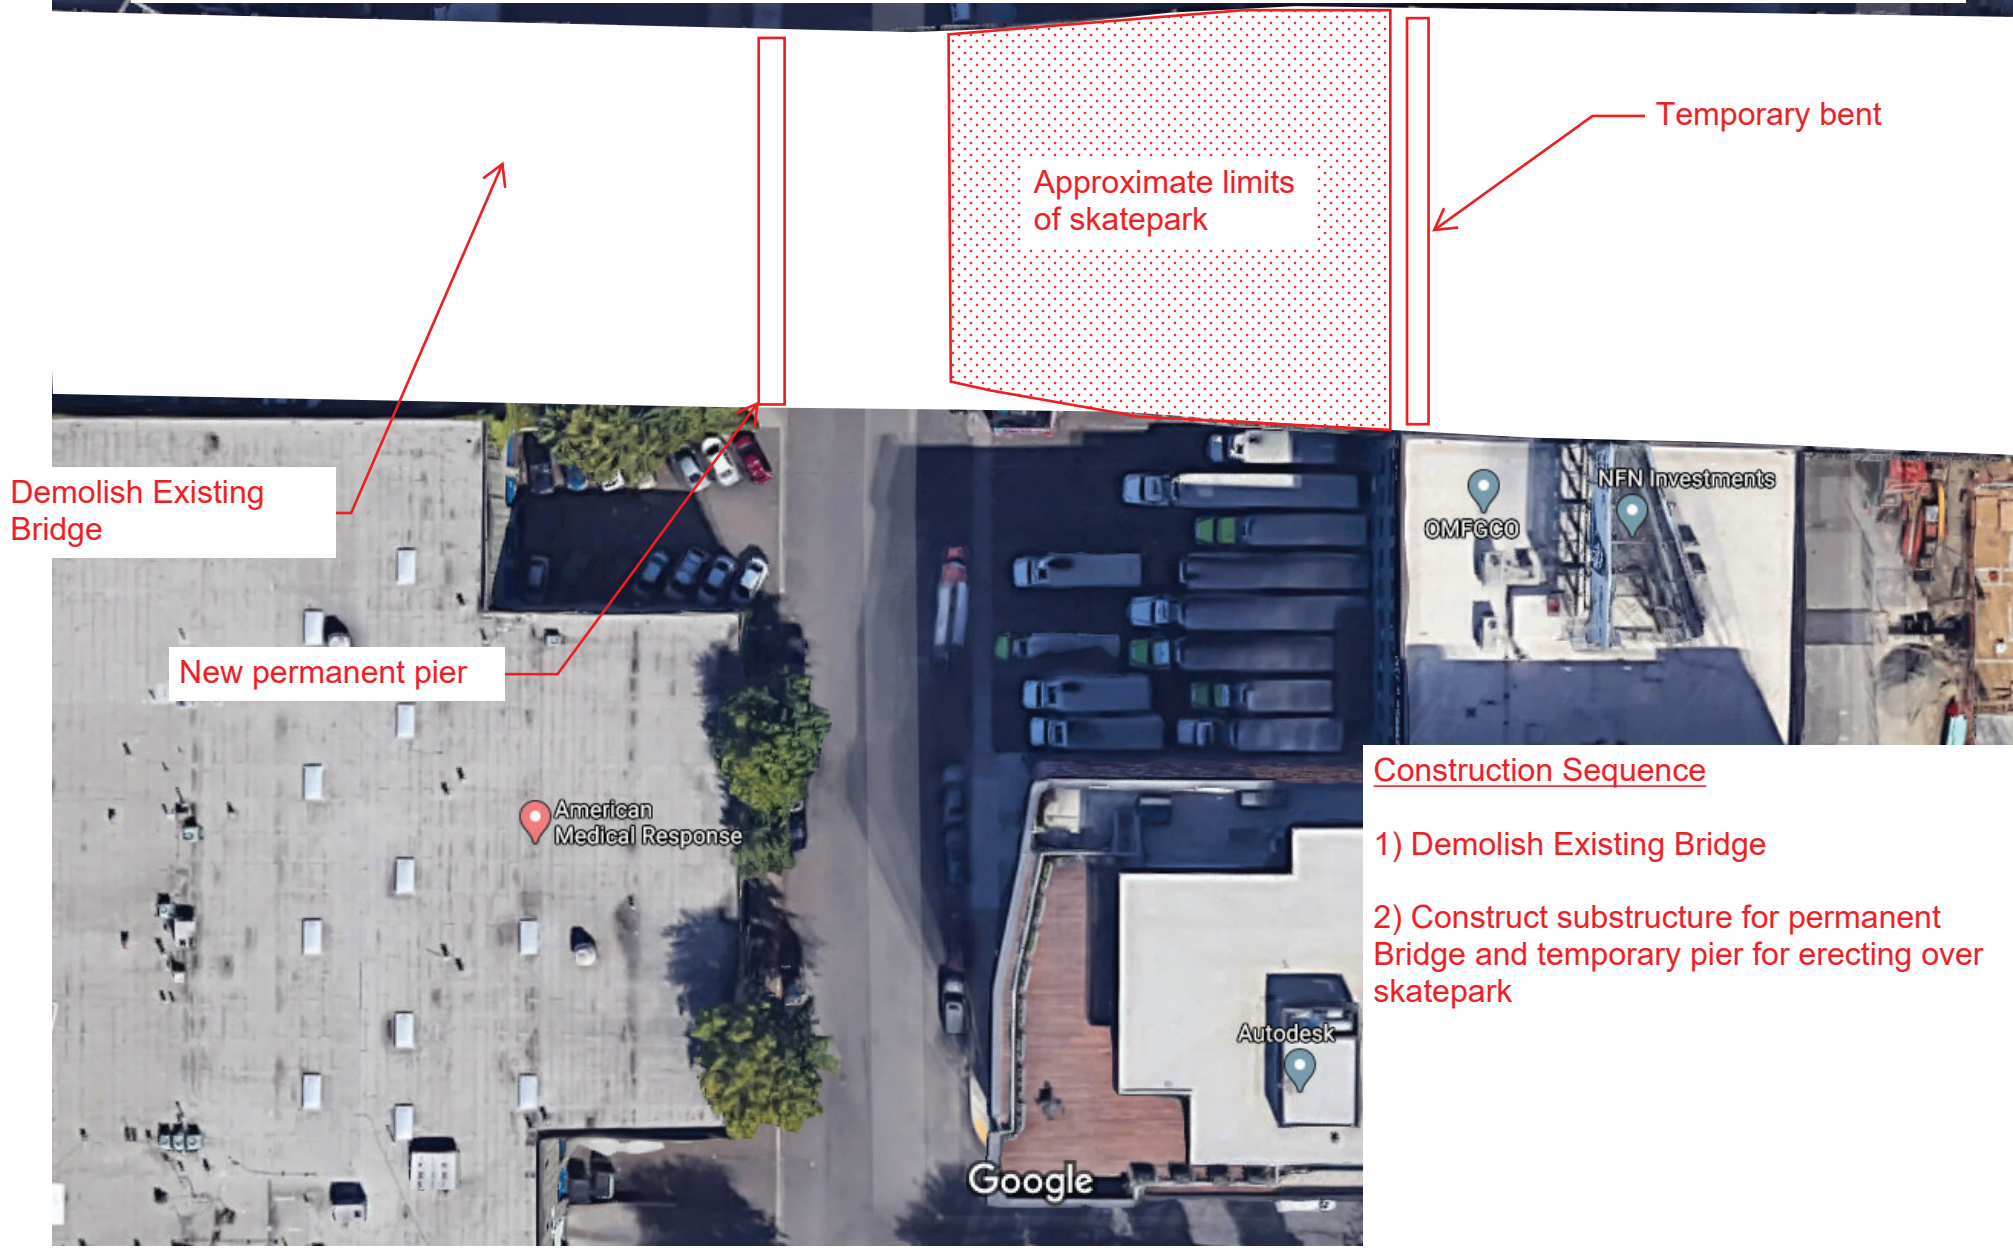 Temporary bent
Approximate limits
of skatepark
Demolish Existing
Bridge
New permanent pier
NFN Investments
OMFGCO
American
Medical Response
Autodesk
Google
Construction Sequence
1) Demolish Existing Bridge
2) Construct substructure for permanent
Bridge and temporary pier for erecting over
skatepark